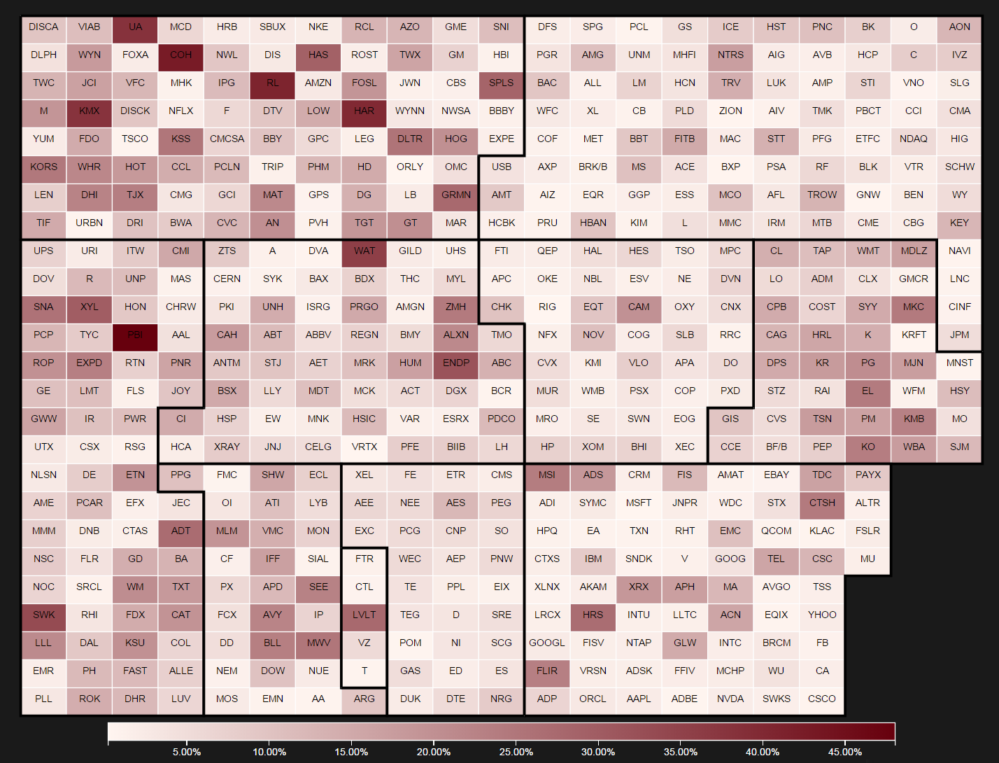 DISCA VIAB UA MCD HRB SBUX NKE RCL AZO GME SNI DFS SPG PCL GS ICE HST PNC BK O AON
DLPH WYN FOXA COH NWL DIS HAS ROST TWX GM HBI PGR AMG UNM MHFI NTRS AIG AVB HCP C IVZ
TWC JCI VFC MHK IPG RL AMZN FOSL JWN CBS SPLS BAC ALL LM HCN TRV LUK AMP STI VNO SLG
M KMX DISCK NFLX F DTV LOW HAR WYNN NWSA BBBY WFC XL CB PLD ZION AIV TMK PBCT CCI CMA
YUM FDO TSCO KSS CMCSA BBY GPC LEG DLTR HOG EXPE COF MET BBT FITB MAC STT PFG ETFC NDAQ HIG
KORS WHR HOT CCL PCLN TRIP PHM HD ORLY OMC USB AXP BRK/B MS ACE BXP PSA RF BLK VTR SCHW
LEN DHI TJX CMG GCI MAT GPS DG LB GRMN AMT AIZ EQR GGP ESS MCO AFL TROW GNW BEN WY
TIF URBN DRI BWA CVC AN PVH TGT GT MAR HCBK PRU HBAN KIM L MMC IRM MTB CME CBG KEY
UPS URI ITW CMI ZTS A DVA WAT GILD UHS FTI QEP HAL HES TSO MPC CL TAP WMT MDLZ NAVI
DOV R UNP MAS CERN SYK BAX BDX THC MYL APC OKE NBL ESV NE DVN LO ADM CLX GMCR LNC
SNA XYL HON CHRW PKI UNH ISRG PRGO AMGN ZMH CHK RIG EQT CAM OXY CNX CPB COST SYY MKC CINF
PCP TYC PBI AAL CAH ABT ABBV REGN BMY ALXN TMO NFX NOV COG SLB RRC CAG HRL K KRFT JPM
ROP EXPD RTN PNR ANTM STJ AET MRK HUM ENDP ABC CVX KMI VLO APA DO DPS KR PG MJN MNST
GE LMT FLS JOY BSX LLY MDT MCK ACT DGX BCR MUR WMB PSX COP PXD STZ RAI EL WFM HSY
GWW IR PWR CI HSP EW MNK HSIC VAR ESRX PDCO MRO SE SWN EOG GIS CVS TSN PM KMB MO
UTX CSX RSG HCA XRAY JNJ CELG VRTX PFE BIIB LH HP XOM BHI XEC CCE BF/B PEP KO WBA SJM
NLSN DE ETN PPG FMC SHW ECL XEL FE ETR CMS MSI ADS CRM FIS AMAT EBAY TDC PAYX
AME PCAR EFX JEC OI ATI LYB AEE NEE AES PEG ADI SYMC MSFT JNPR WDC STX CTSH ALTR
MMM DNB CTAS ADT MLM VMC MON EXC PCG CNP SO HPQ EA TXN RHT EMC QCOM KLAC FSLR
NSC FLR GD BA CF IFF SIAL FTR WEC AEP PNW CTXS IBM SNDK V GOOG TEL CSC MU
NOC SRCL WM TXT PX APD SEE CTL TE PPL EIX XLNX AKAM XRX APH MA AVGO TSS
SWK RHI FDX CAT FCX AVY IP LVLT TEG D SRE LRCX HRS INTU LLTC ACN EQIX YHOO
LLL DAL KSU COL DD BLL MWV VZ POM NI SCG GOOGL FISV NTAP GLW INTC BRCM FB
EMR PH FAST ALLE NEM DOW NUE T GAS ED ES FLIR VRSN ADSK FFIV MCHP WU CA
PLL ROK DHR LUV MOS EMN AA ARG DUK DTE NRG ADP ORCL AAPL ADBE NVDA SWKS CSCO
5.00% 10.00% 15.00% 20.00% 25.00% 30.00% 35.00% 40.00% 45.00%